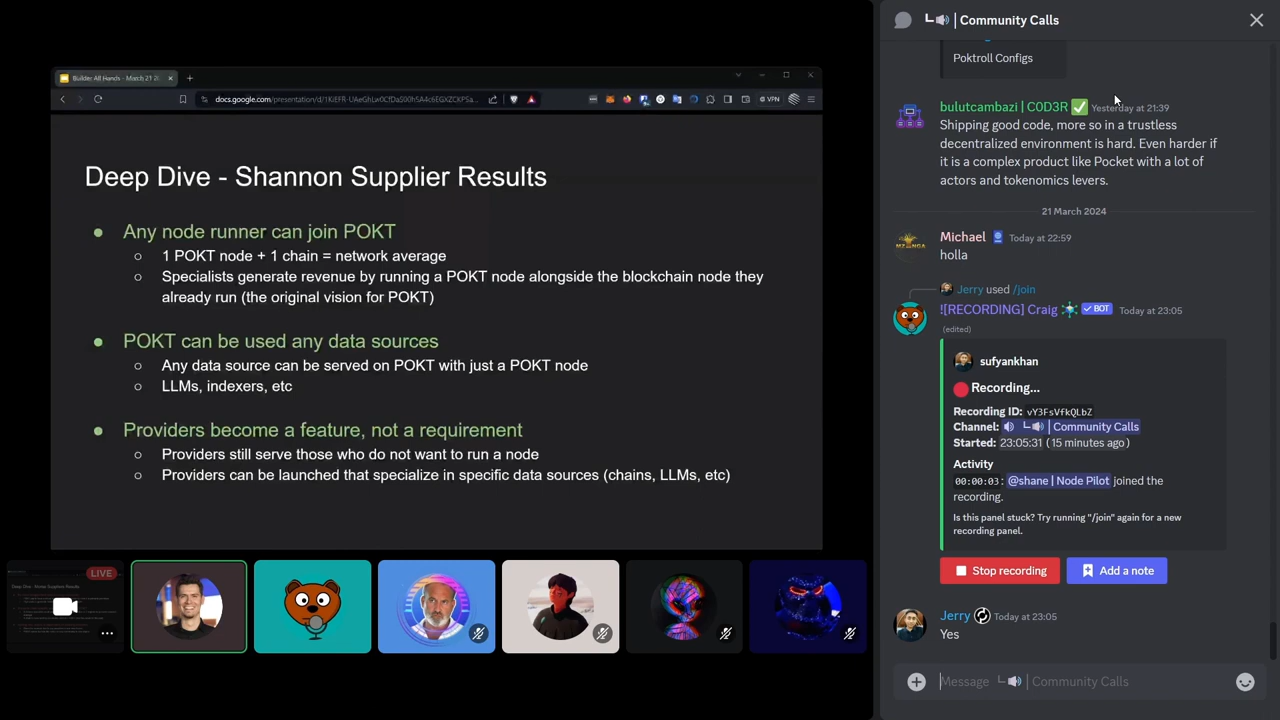 Builder All Hands - March 21 20
docs.google.com/presentation/d/
VPN
Deep Dive - Shannon Supplier Results
Any node runner can join POKT
1 POKT node + 1 chain = network average
Specialists generate revenue by running a POKT node alongside the blockchain node they
already run (the original vision for POKT)
POKT can be used any data sources
Any data source can be served on POKT with just a POKT node
LLMs, indexers, etc
Providers become a feature, not a requirement
Providers still serve those who do not want to run a node
Providers can be launched that specialize in specific data sources (chains, LLMs, etc)
LIVE
Community Calls
Poktroll Configs
bulutcambazi | C0D3R Yesterday at 21:39
Shipping good code, more so in a trustless
decentralized environment is hard. Even harder if
it is a complex product like Pocket with a lot of
actors and tokenomics levers.
21 March 2024
Michael Today at 22:59
holla
Jerry used /join
![RECORDING] Craig BOT Today at 23:05
(edited)
sufyankhan
Recording...
Recording ID: vY3FsVfkQLbZ
Channel: | Community Calls
Started: 23:05:31 (15 minutes ago)
Activity
00:00:03: @shane | Node Pilot joined the
recording.
Is this panel stuck? Try running "/join" again for a new
recording panel.
Stop recording
Add a note
Jerry Today at 23:05
Yes
Message | Community Calls